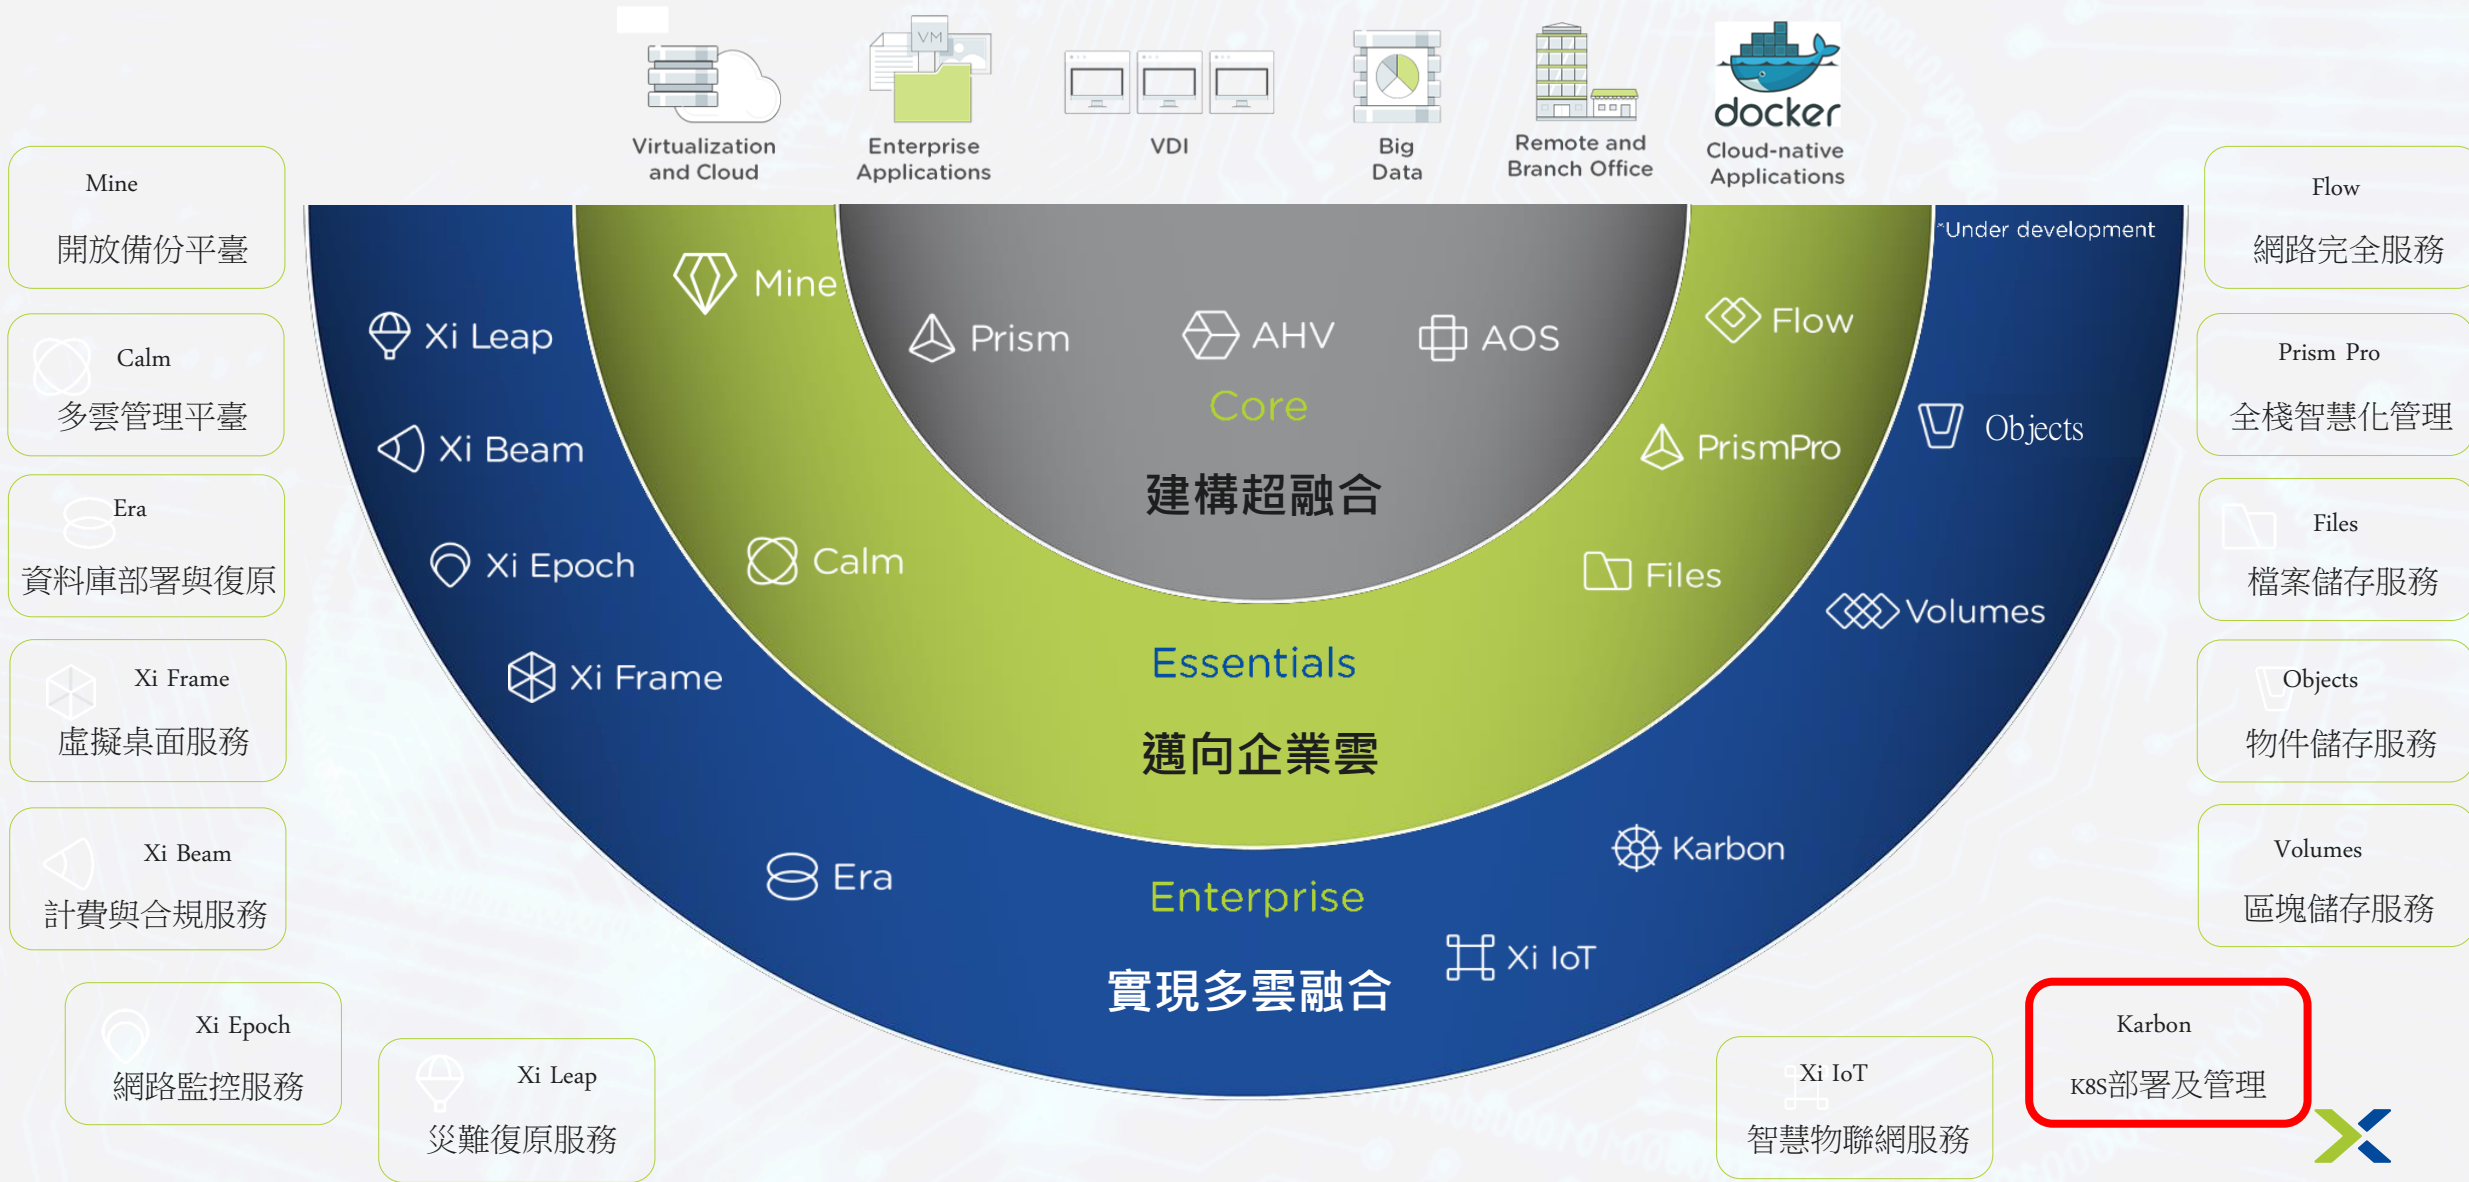 VM
docker
Virtualization
and Cloud
Enterprise
Applications
VDI
Big
Data
Remote and
Branch Office
Cloud-native
Applications
Mine
開放備份平臺
Calm
多雲管理平臺
Era
資料庫部署與復原
Xi Frame
虛擬桌面服務
Xi Beam
計費與合規服務
Xi Epoch
網路監控服務
Xi Leap
災難復原服務
*Under development
Mine
Xi Leap
Xi Beam
Xi Epoch
Xi Frame
Calm
Era
Prism
AHV
AOS
Core
建構超融合
Essentials
邁向企業雲
Enterprise
實現多雲融合
Flow
PrismPro
Files
Objects
Volumes
Karbon
Xi IoT
Flow
網路完全服務
Prism Pro
全棧智慧化管理
Files
檔案儲存服務
Objects
物件儲存服務
Volumes
區塊儲存服務
Karbon
K8S部署及管理
Xi IoT
智慧物聯網服務